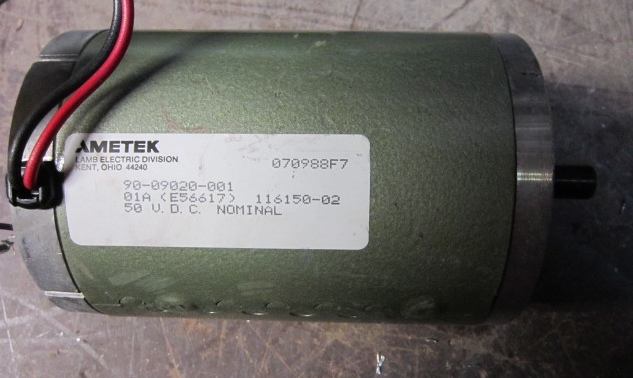 AMETEK
LAMB ELECTRIC DIVISION
KENT, OHIO 44240
070988F7
90-09020-001
01A (E56617) 116150-02
50 V.D.C. NOMINAL